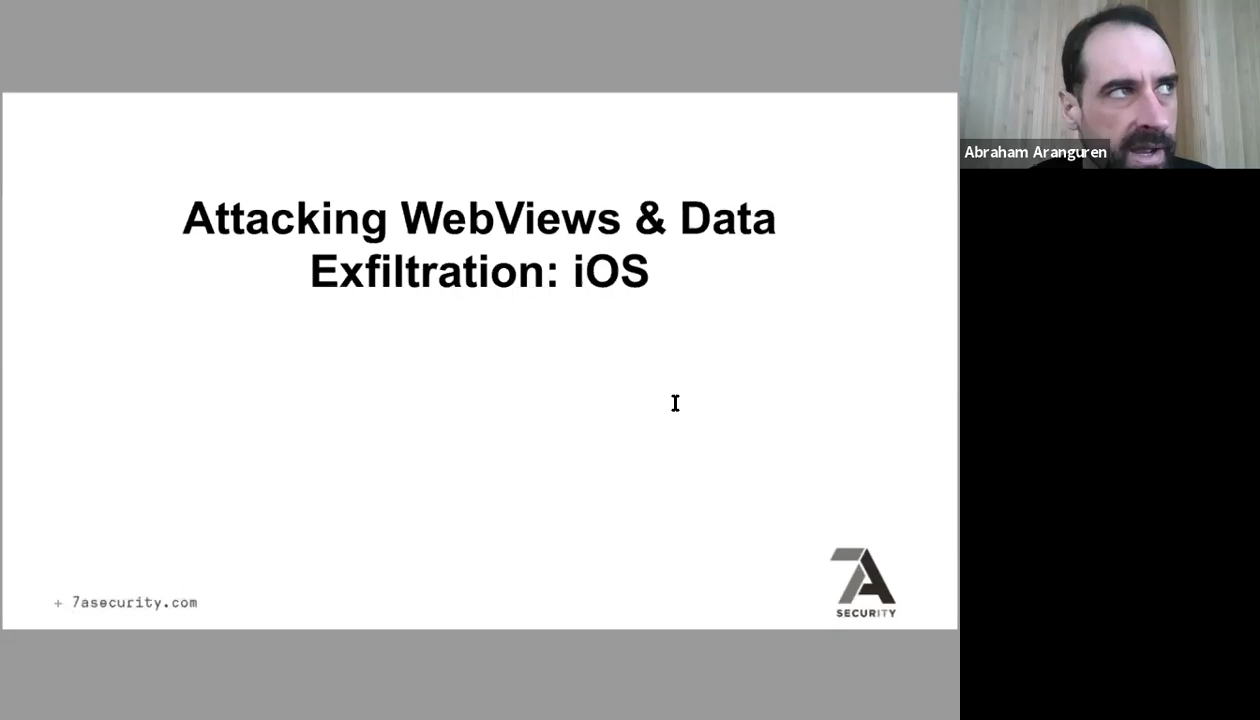 Attacking WebViews & Data
Exfiltration: iOS
Abraham Aranguren
+ 7asecurity.com
7A
SECURITY